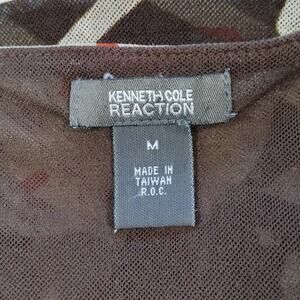 KENNETH COLE
REACTION
M
MADE IN
TAIWAN
R.O.C.